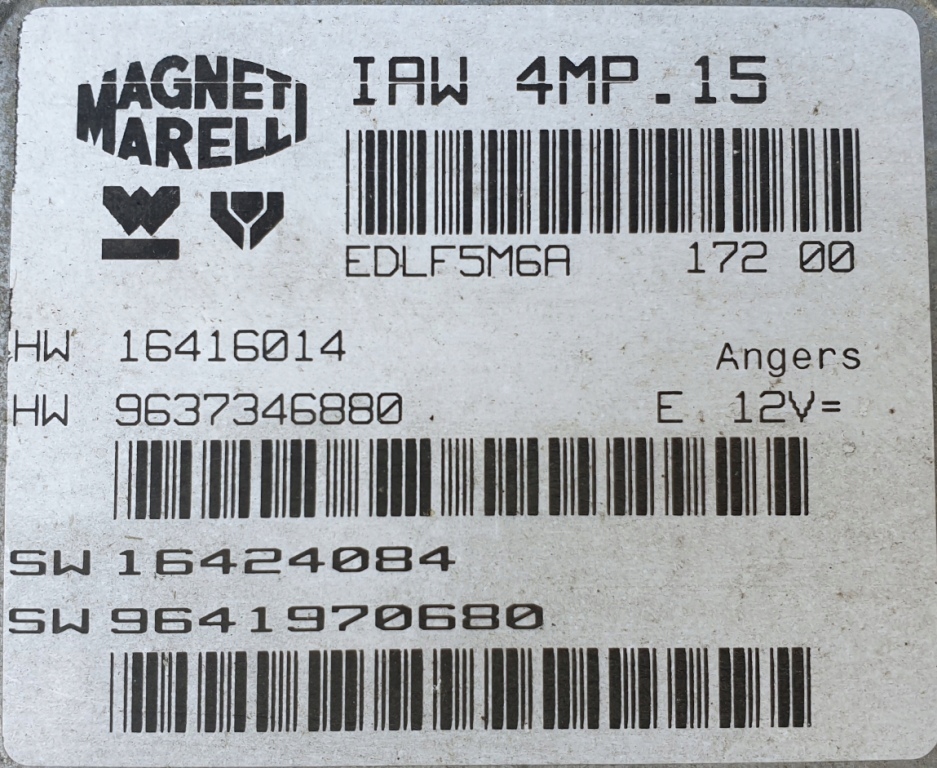 MAGNETI
MARELLI
IAW 4MP.15
EDLF5M6A 172 00
HW 16416014
Angers
HW 9637346880
E 12V=
SW 16424084
SW 9641970680